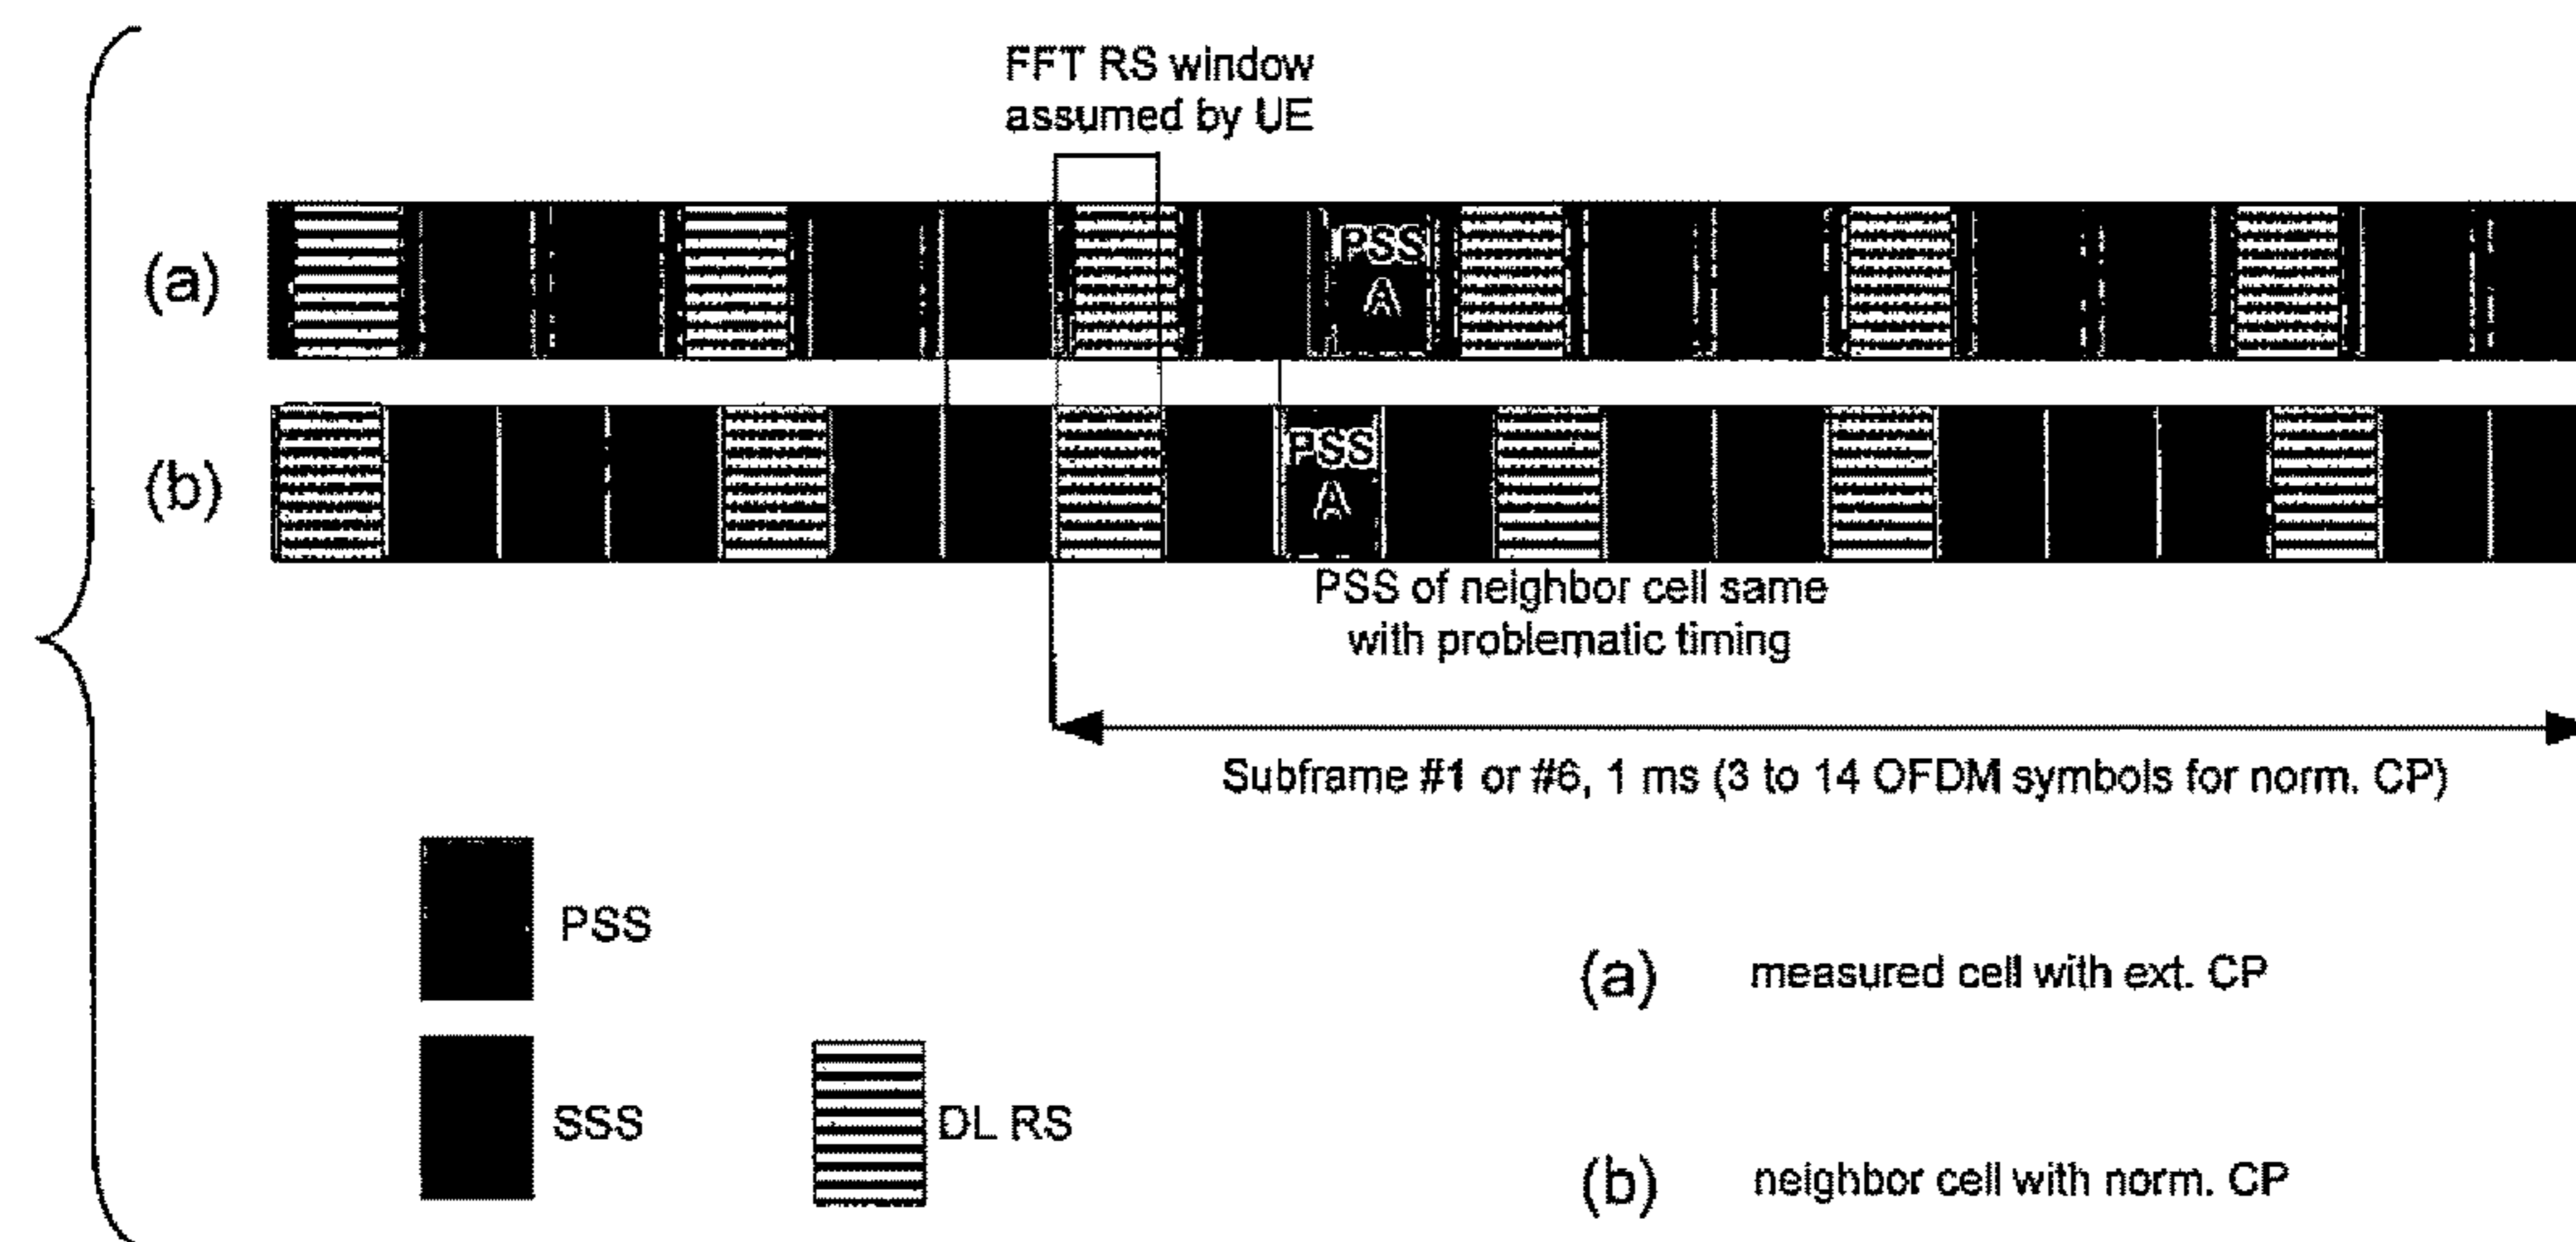 FFT RS window
assumed by UE
(a)
PSS
A
(b)
PSS
A
PSS of neighbor cell same
with problematic timing
Subframe #1 or #6, 1 ms (3 to 14 OFDM symbols for norm. CP)
PSS
SSS
DL RS
(a) measured cell with ext. CP
(b) neighbor cell with norm. CP